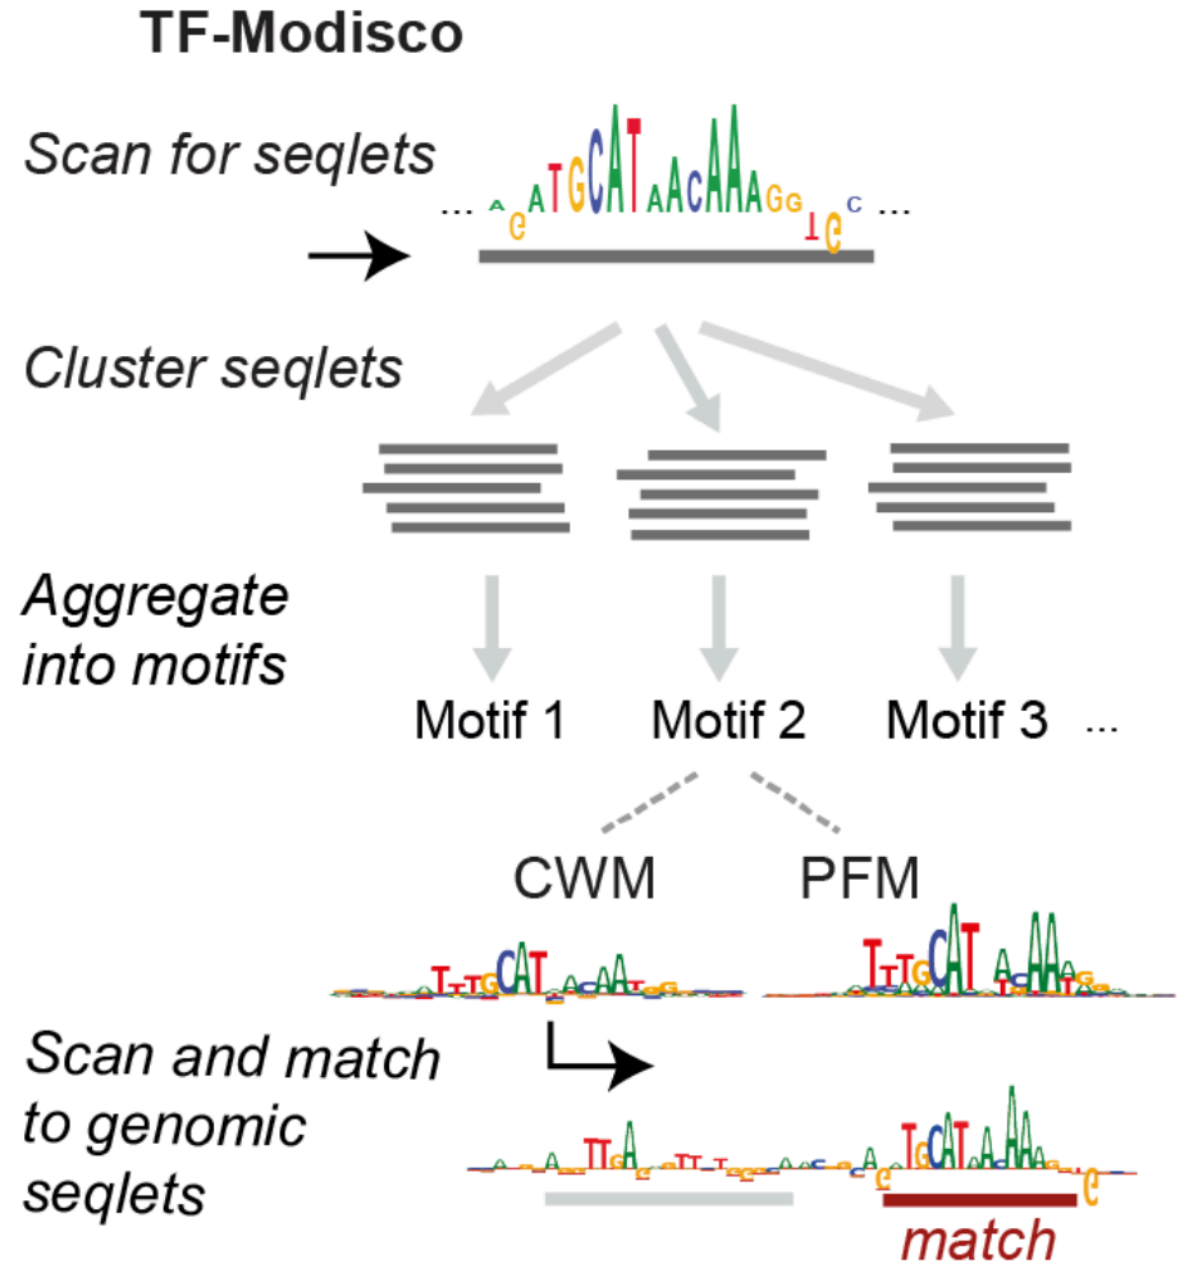 TF-Modisco
Scan for seqlets
... A G A T G C A T A A C A A A G G T G C ...
Cluster seqlets
Aggregate
into motifs
Motif 1 Motif 2 Motif 3 ...
CWM PFM
Scan and match
to genomic
seqlets
match